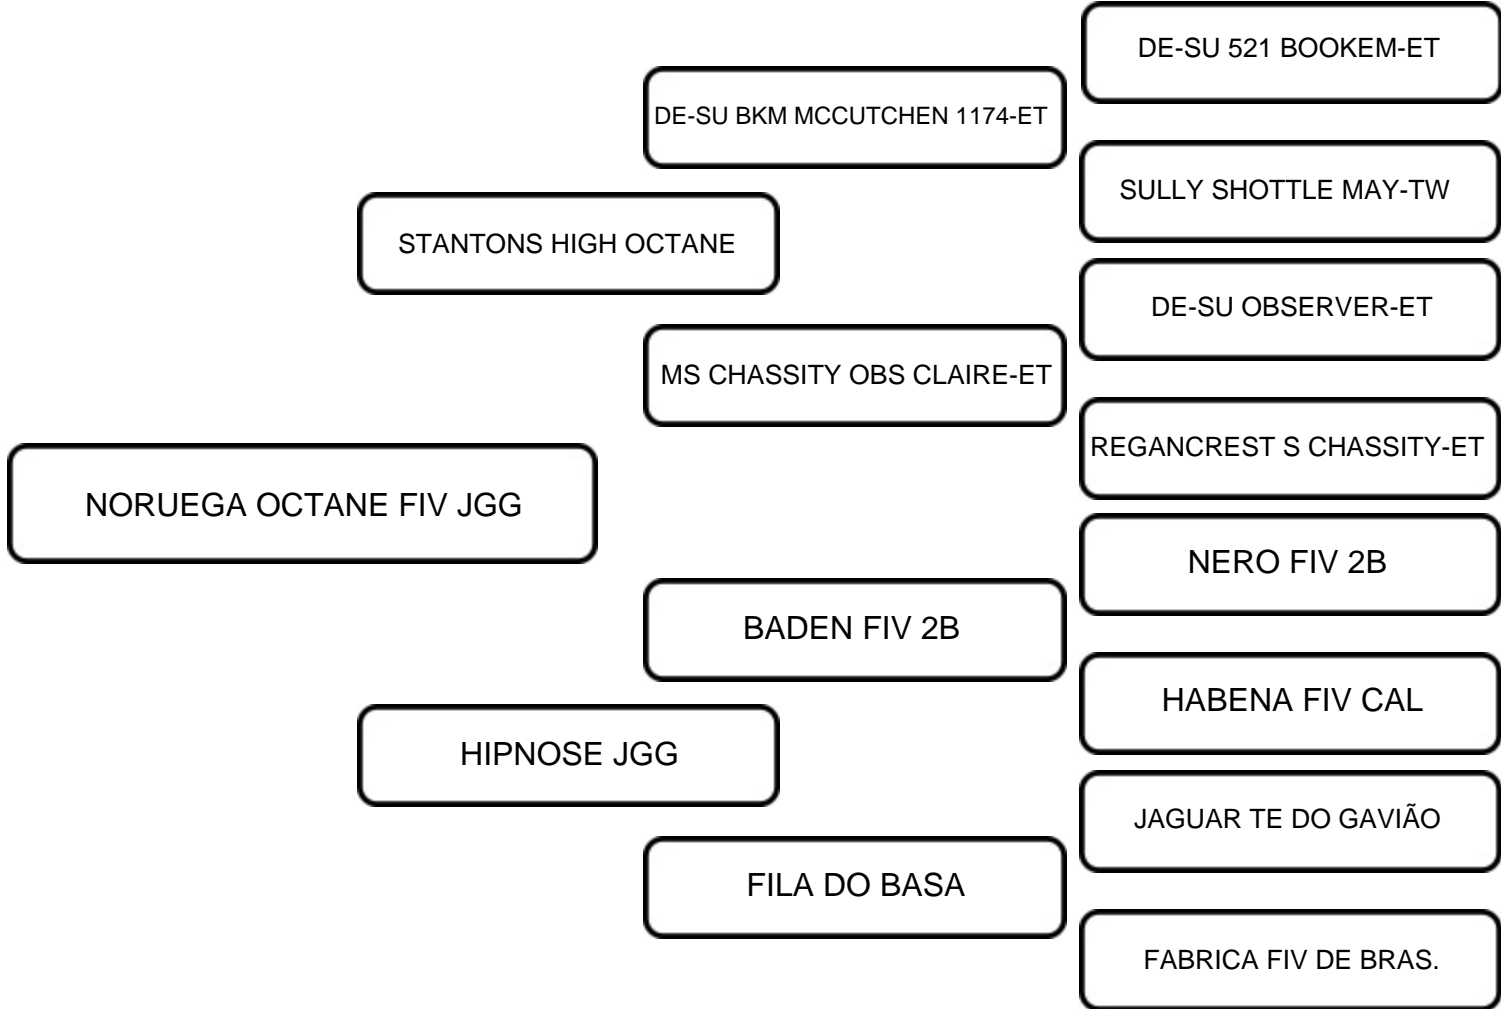 DE-SU 521 BOOKEM-ET
DE-SU BKM MCCUTCHEN 1174-ET
SULLY SHOTTLE MAY-TW
STANTONS HIGH OCTANE
DE-SU OBSERVER-ET
MS CHASSITY OBS CLAIRE-ET
REGANCREST S CHASSITY-ET
NORUEGA OCTANE FIV JGG
NERO FIV 2B
BADEN FIV 2B
HABENA FIV CAL
HIPNOSE JGG
JAGUAR TE DO GAVIÃO
FILA DO BASA
FABRICA FIV DE BRAS.